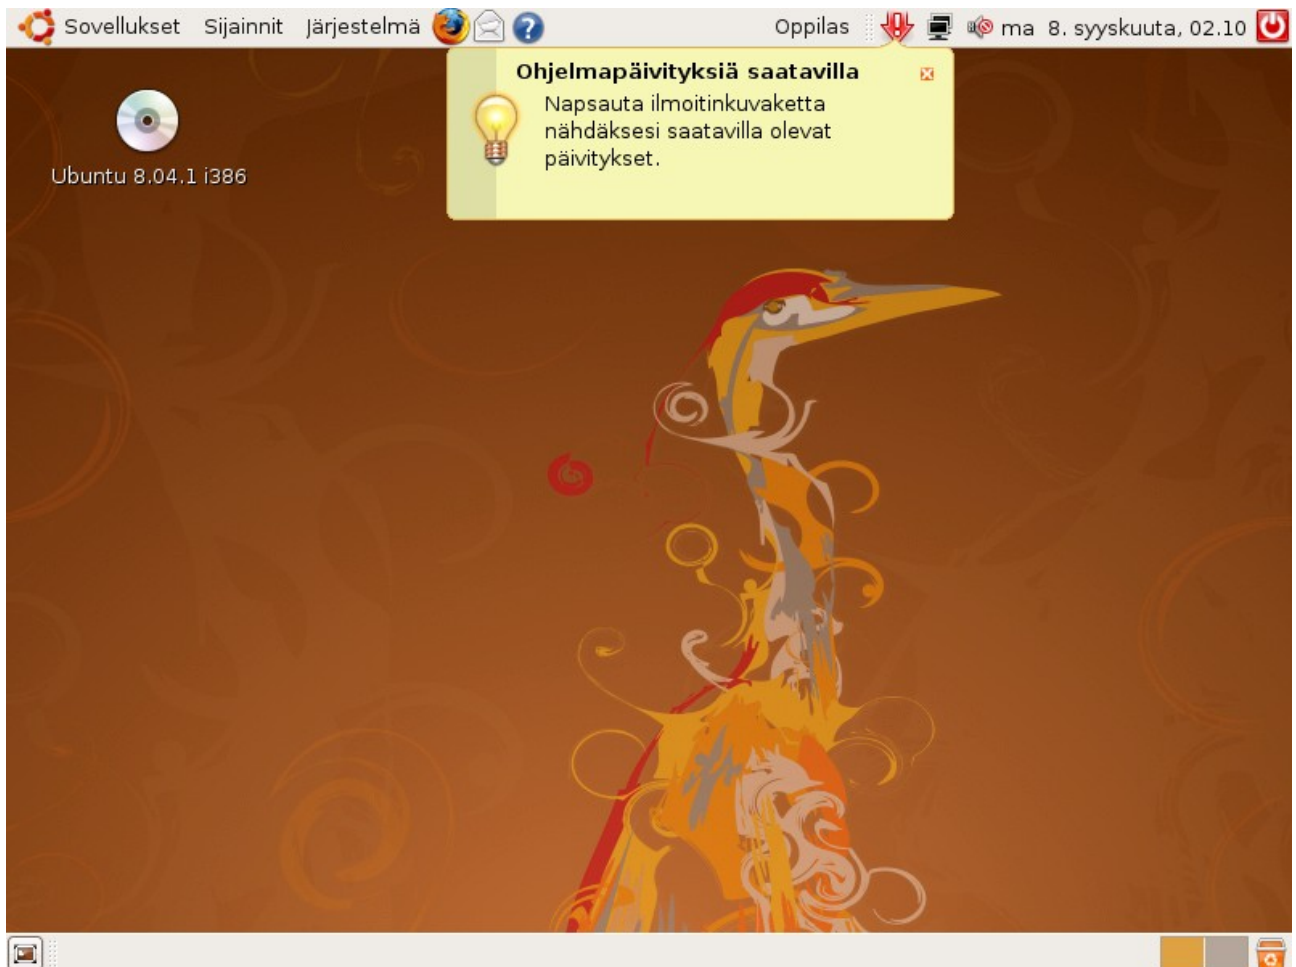 Sovellukset Sijainnit Järjestelmä Oppilas ma 8. syyskuuta, 02.10
Ohjelmapäivityksiä saatavilla
Napsauta ilmoitinkuvaketta
nähdäksesi saatavilla olevat
päivitykset.
Ubuntu 8.04.1 i386